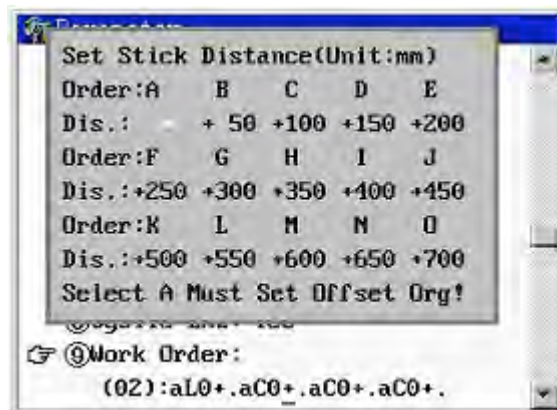 Set Stick Distance(Unit:mm)
Order:A B C D E
Dis.: + 50 +100 +150 +200
Order:F G H I J
Dis.:+250 +300 +350 +400 +450
Order:K L M N O
Dis.:+500 +550 +600 +650 +700
Select A Must Set Offset Org!
☞ ⑨Work Order:
(02):aL0+.aC0+.aC0+.aC0+.